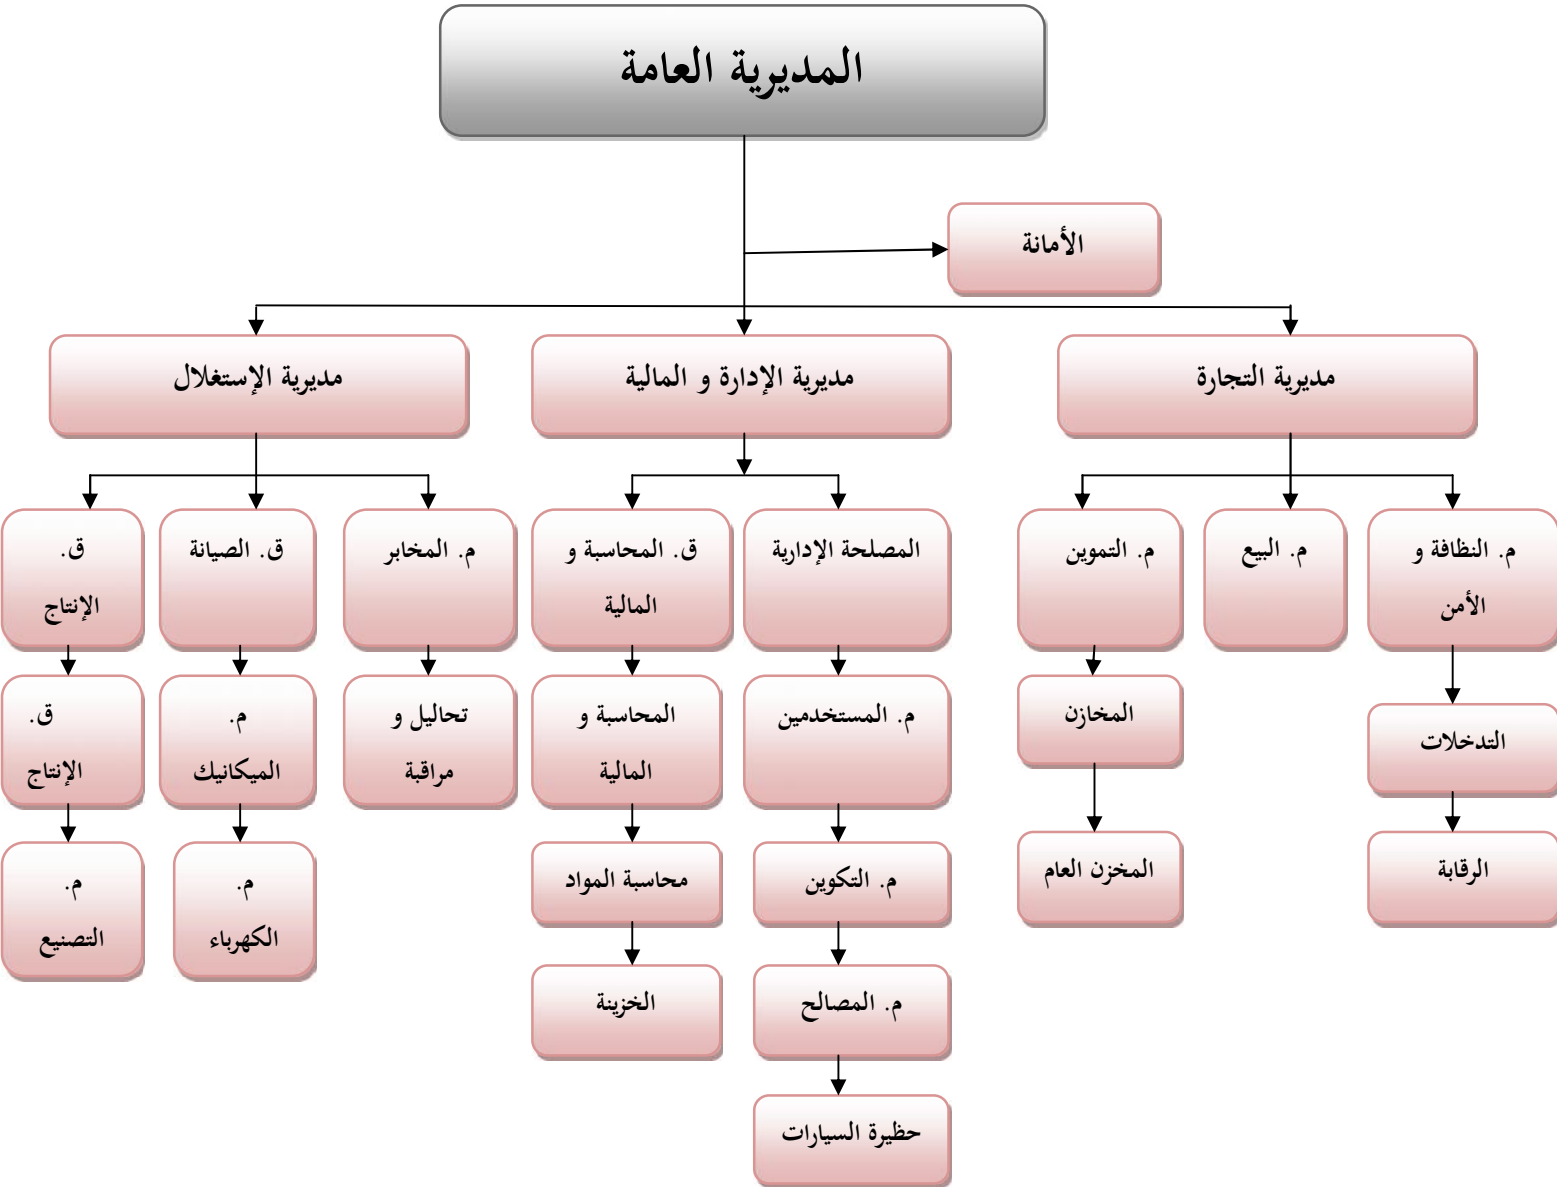 المديرية العامة
الأمانة
مديرية التجارة
مديرية الإدارة و المالية
مديرية الإستغلال
م. النظافة و
الأمن
م. البيع
م. التموين
المصلحة الإدارية
ق. المحاسبة و
المالية
م. المخابر
ق. الصيانة
ق.
الإنتاج
التدخلات
المخازن
م. المستخدمين
المحاسبة و
المالية
تحاليل و
مراقبة
م.
الميكانيك
ق.
الإنتاج
الرقابة
المخزن العام
م. التكوين
محاسبة المواد
م.
الكهرباء
م.
التصنيع
م. المصالح
الخزينة
حظيرة السيارات